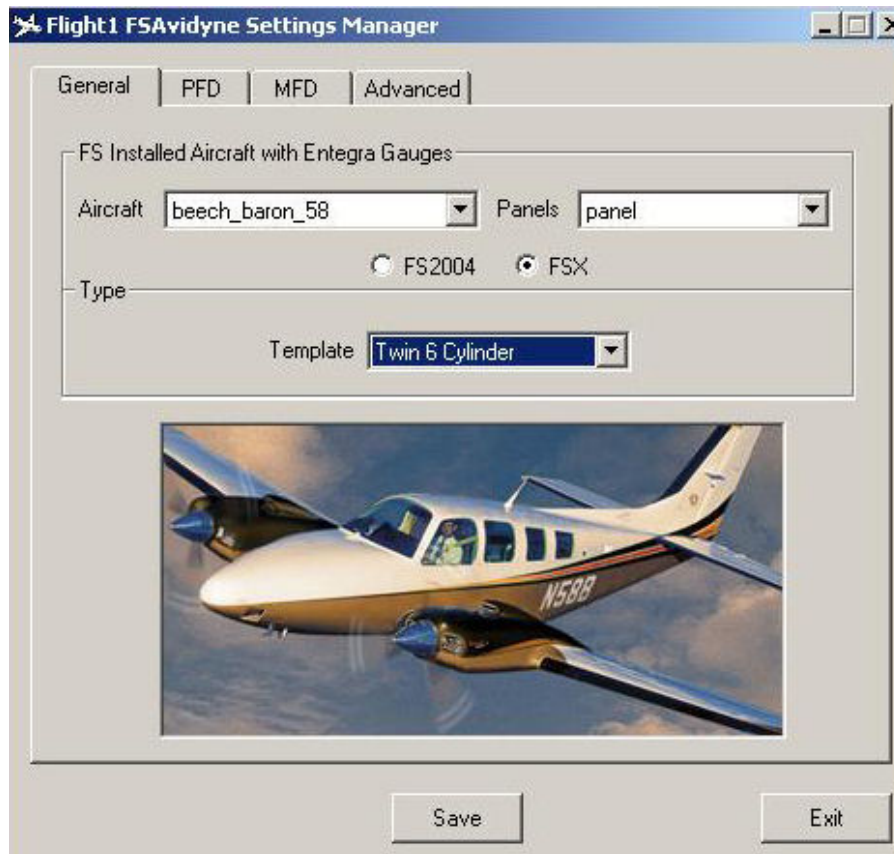 Flight1 FSAvidyne Settings Manager
General PFD MFD Advanced
FS Installed Aircraft with Entegra Gauges
Aircraft beech_baron_58 Panels panel
FS2004 FSX
Type
Template Twin 6 Cylinder
N58B
Save Exit